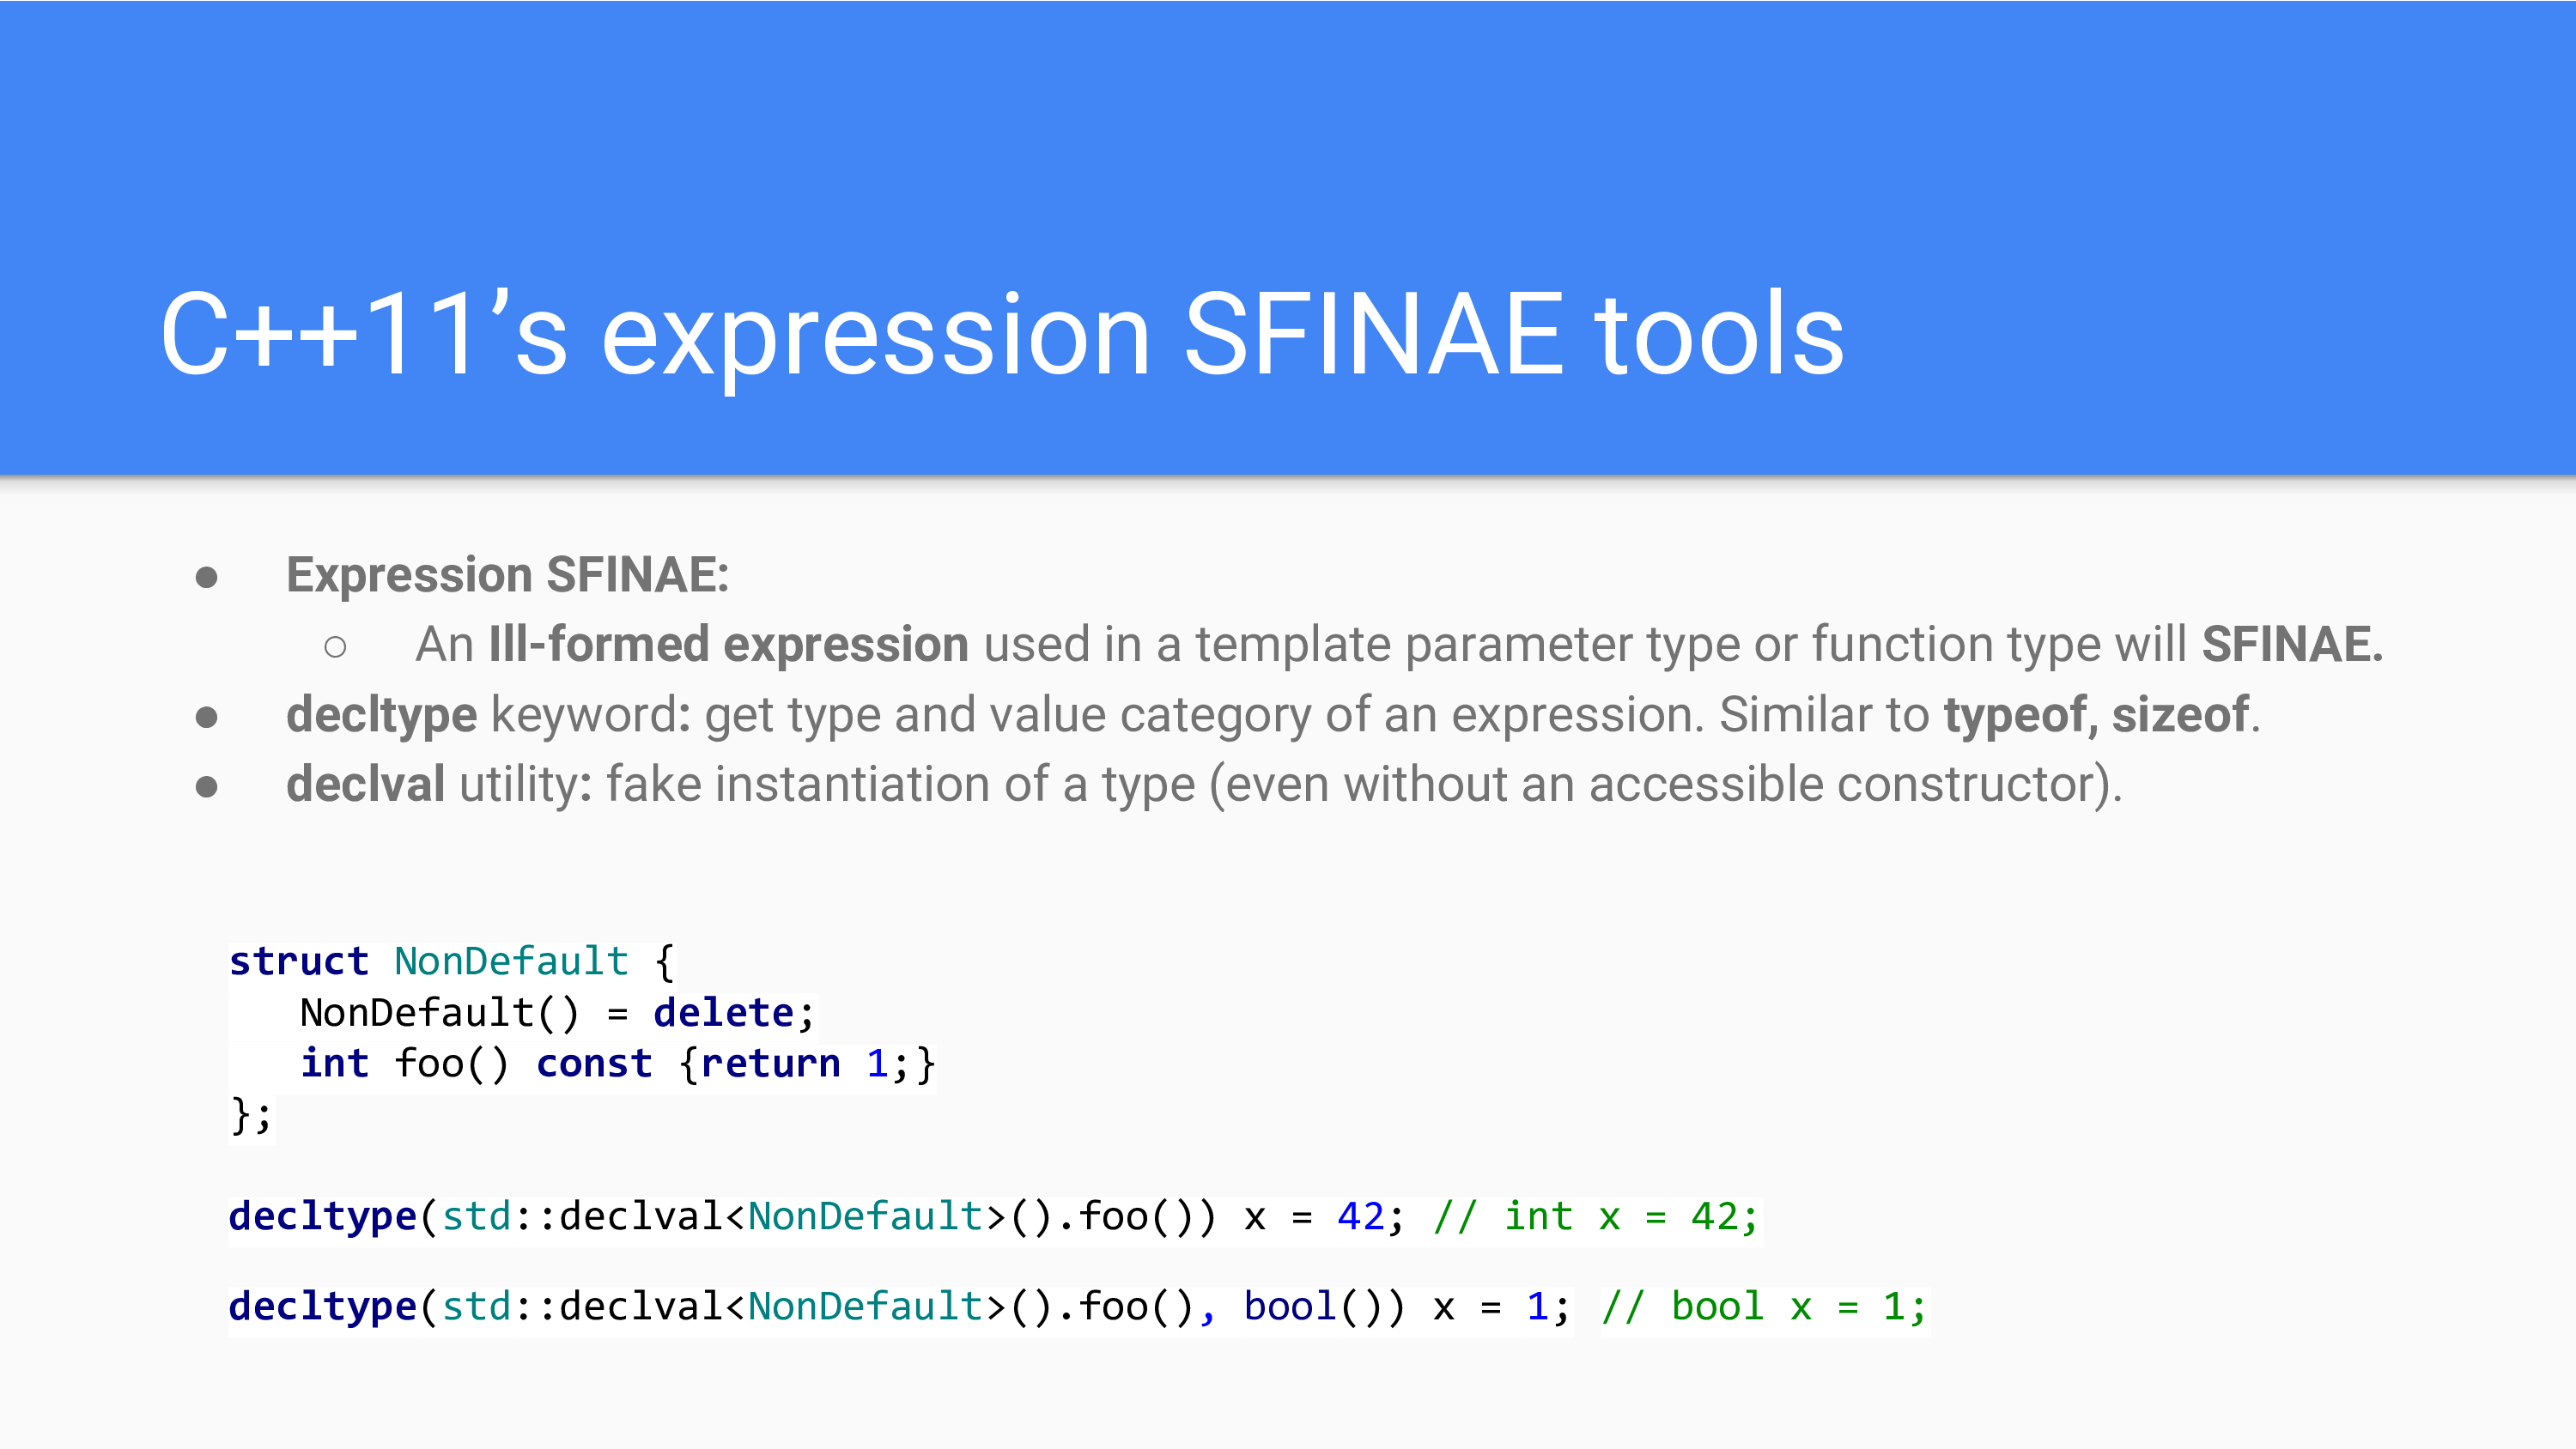 C++11’s expression SFINAE tools
● Expression SFINAE:
○ An Ill-formed expression used in a template parameter type or function type will SFINAE.
● decltype keyword: get type and value category of an expression. Similar to typeof, sizeof.
● declval utility: fake instantiation of a type (even without an accessible constructor).
struct NonDefault {
   NonDefault() = delete;
   int foo() const {return 1;}
};
decltype(std::declval<NonDefault>().foo()) x = 42; // int x = 42;
decltype(std::declval<NonDefault>().foo(), bool()) x = 1; // bool x = 1;